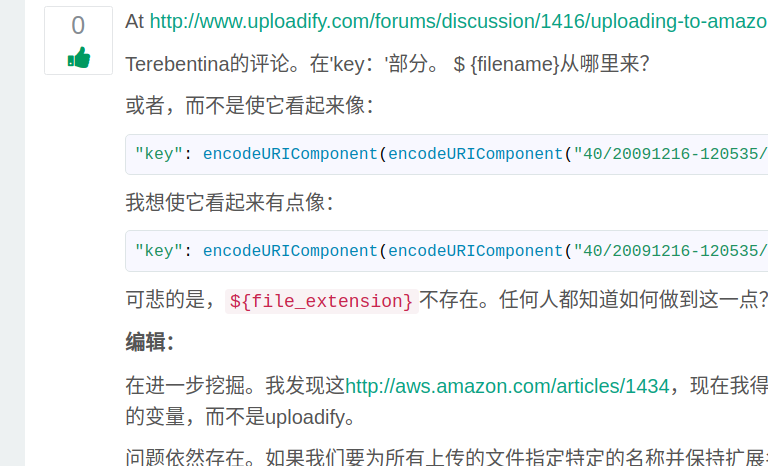 0
At http://www.uploadify.com/forums/discussion/1416/uploading-to-amazo
Terebentina的评论。在'key：'部分。 $ {filename}从哪里来？
或者，而不是使它看起来像：
"key": encodeURIComponent(encodeURIComponent("40/20091216-120535/
我想使它看起来有点像：
"key": encodeURIComponent(encodeURIComponent("40/20091216-120535/
可悲的是，${file_extension}不存在。任何人都知道如何做到这一点？
编辑：
在进一步挖掘。我发现这http://aws.amazon.com/articles/1434，现在我得
的变量，而不是uploadify。
问题依然存在。如果我们要为所有上传的文件指定特定的名称并保持扩展